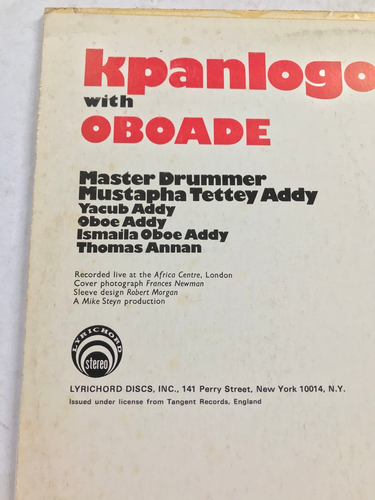 kpanlogo
with
OBOADE
Master Drummer
Mustapha Tettey Addy
Yacub Addy
Oboe Addy
Ismaila Oboe Addy
Thomas Annan
Recorded live at the Africa Centre, London
Cover photograph Frances Newman
Sleeve design Robert Morgan
A Mike Steyn production
LYRICHORD
stereo
LYRICHORD DISCS, INC., 141 Perry Street, New York 10014, N.Y.
Issued under license from Tangent Records, England